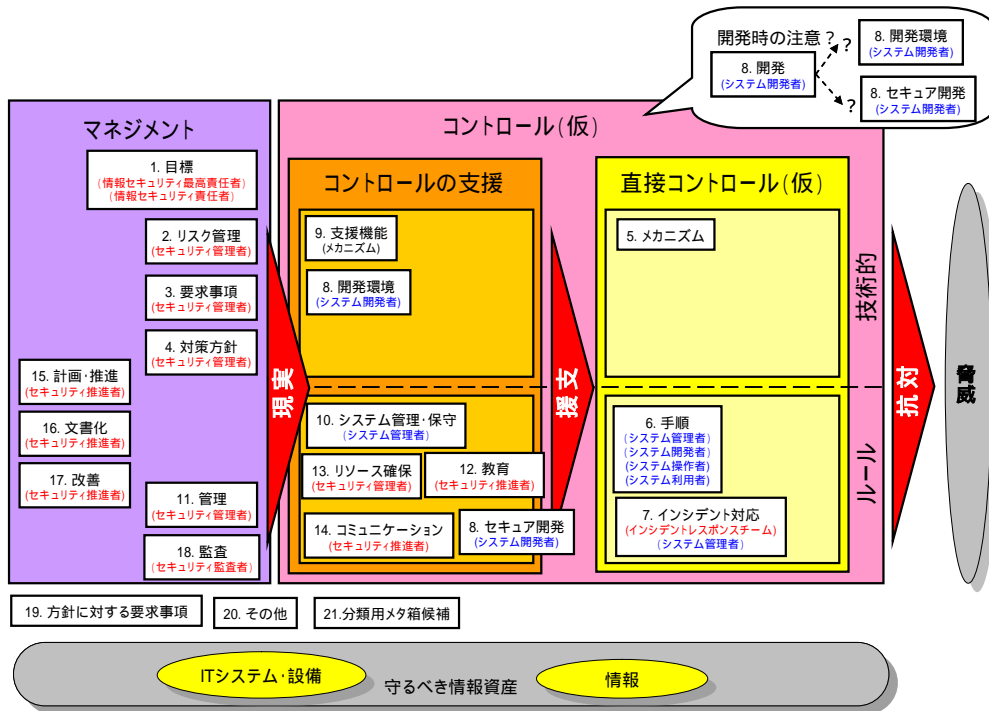 開発時の注意?
?
8. 開発環境
(システム開発者)
8. 開発
(システム開発者)
?
8. セキュア開発
(システム開発者)
マネジメント
1. 目標
(情報セキュリティ最高責任者)
(情報セキュリティ責任者)
2. リスク管理
(セキュリティ管理者)
3. 要求事項
(セキュリティ管理者)
4. 対策方針
(セキュリティ管理者)
15. 計画・推進
(セキュリティ推進者)
16. 文書化
(セキュリティ推進者)
17. 改善
(セキュリティ推進者)
11. 管理
(セキュリティ管理者)
18. 監査
(セキュリティ監査者)
現実
コントロール(仮)
コントロールの支援
9. 支援機能
(メカニズム)
8. 開発環境
(システム開発者)
10. システム管理・保守
(システム管理者)
13. リソース確保
(セキュリティ管理者)
12. 教育
(セキュリティ推進者)
14. コミュニケーション
(セキュリティ推進者)
8. セキュア開発
(システム開発者)
援支
直接コントロール(仮)
5. メカニズム
6. 手順
(システム管理者)
(システム開発者)
(システム操作者)
(システム利用者)
7. インシデント対応
(インシデントレスポンスチーム)
(システム管理者)
技術的
ルール
抗対
脅威
19. 方針に対する要求事項
20. その他
21.分類用メタ箱候補
ITシステム・設備
守るべき情報資産
情報